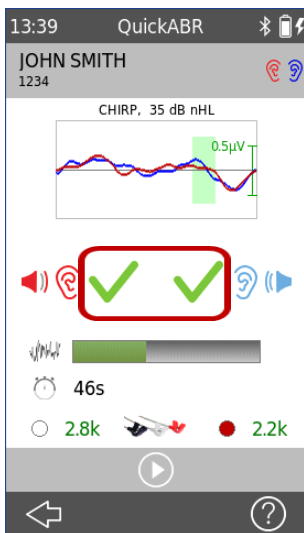 13:39 QuickABR
JOHN SMITH
1234
CHIRP, 35 dB nHL
0.5μV
46s
2.8k 2.2k
?